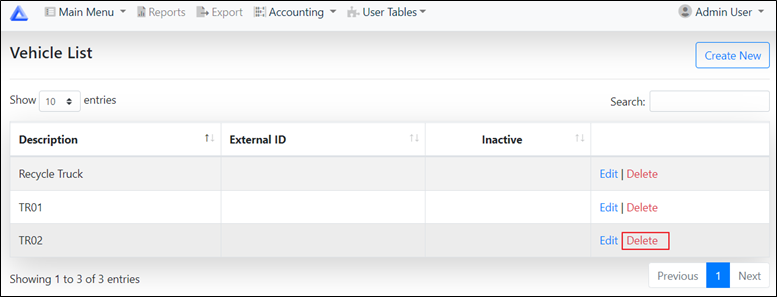 Main Menu Reports Export Accounting User Tables Admin User
Vehicle List
Create New
Show 10 entries Search:
Description External ID Inactive
Recycle Truck Edit | Delete
TR01 Edit | Delete
TR02 Edit Delete
Showing 1 to 3 of 3 entries Previous 1 Next